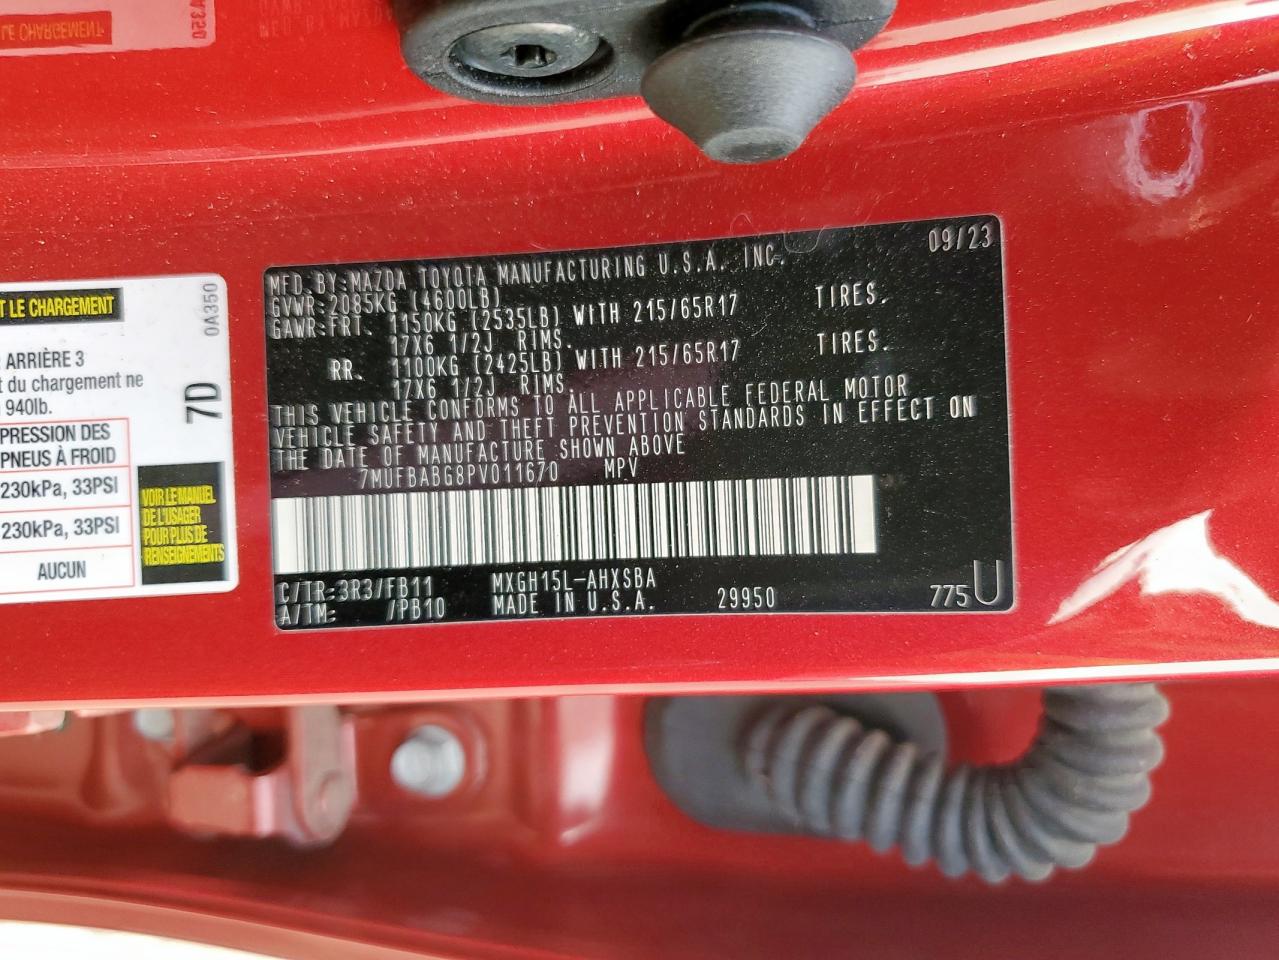 LE CHARGEMENT
A350
ET LE CHARGEMENT
0A350
ARRIÈRE 3
t du chargement ne
940lb.
7D
PRESSION DES
PNEUS À FROID
230kPa, 33PSI
230kPa, 33PSI
AUCUN
VOIR LE MANUEL
DE L'USAGER
POUR PLUS DE
RENSEIGNEMENTS
09/23
MFD. BY: MAZDA TOYOTA MANUFACTURING U.S.A. INC.
GVWR: 2085KG (4600LB)
GAWR: FRT. 1150KG (2535LB) WITH 215/65R17 TIRES.
17X6 1/2J RIMS.
RR. 1100KG (2425LB) WITH 215/65R17 TIRES.
17X6 1/2J RIMS.
THIS VEHICLE CONFORMS TO ALL APPLICABLE FEDERAL MOTOR
VEHICLE SAFETY AND THEFT PREVENTION STANDARDS IN EFFECT ON
THE DATE OF MANUFACTURE SHOWN ABOVE
7MUFBABG8PV011670 MPV
C/TR: 3R3/FB11 MXGH15L-AHXSBA
A/TM: /PB10 MADE IN U.S.A. 29950 775U